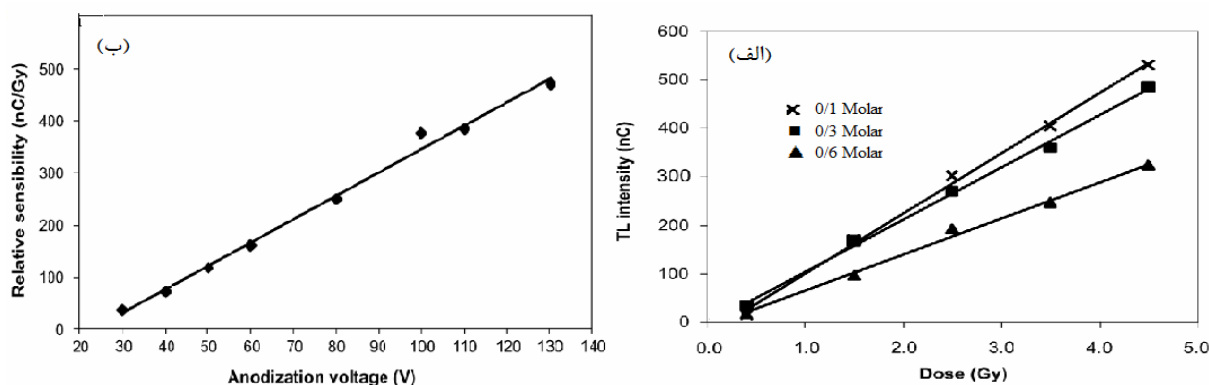 (ب)
Relative sensibility (nC/Gy)
500
400
300
200
100
0
20 30 40 50 60 70 80 90 100 110 120 130 140
Anodization voltage (V)
(الف)
TL intensity (nC)
600
500
400
300
200
100
0
0/1 Molar
0/3 Molar
0/6 Molar
0.0 1.0 2.0 3.0 4.0 5.0
Dose (Gy)